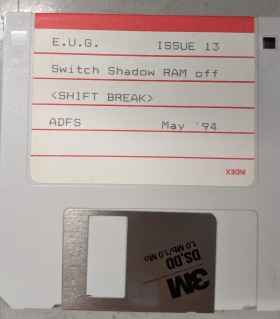 E.U.G. ISSUE 13
Switch Shadow RAM off
<SHIFT BREAK>
ADFS May '94
INDEX
3M
DS,DD
1.0 Mb/1.0 Mo